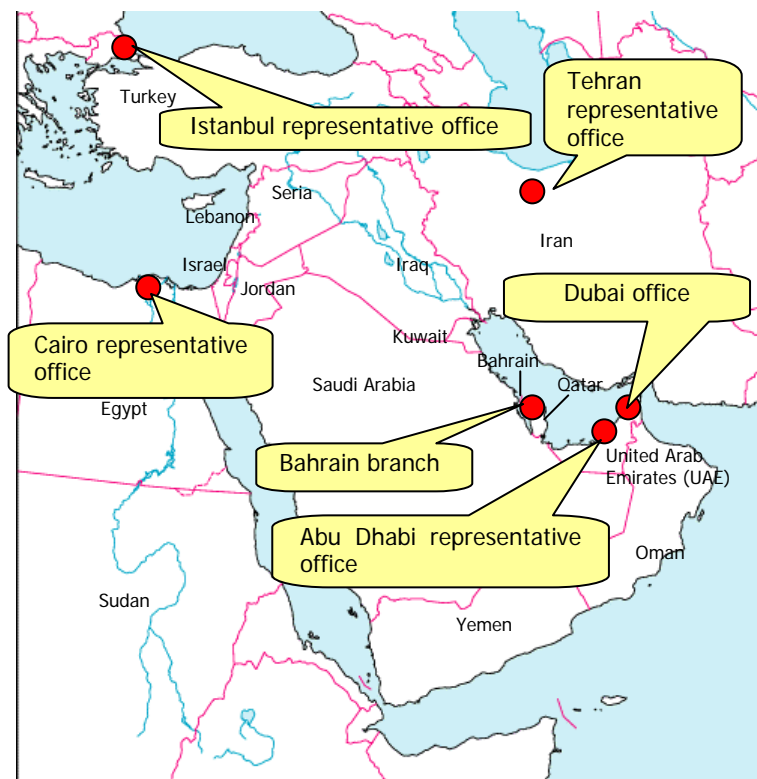 Turkey
Istanbul representative office
Tehran
representative
office
Seria
Lebanon
Iran
Israel
Iraq
Jordan
Dubai office
Cairo representative
office
Kuwait
Bahrain
Qatar
Saudi Arabia
Egypt
Bahrain branch
United Arab
Emirates (UAE)
Abu Dhabi representative
office
Oman
Sudan
Yemen